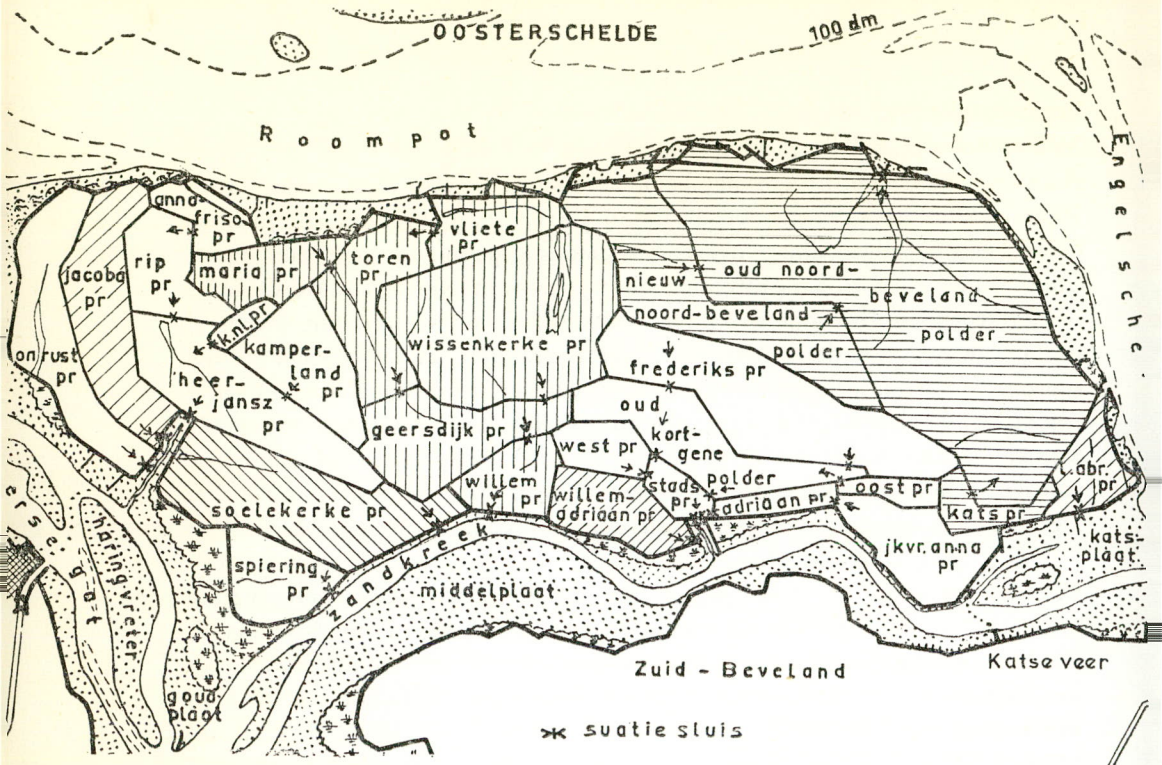 OOSTERSCHELDE
100 dm
Roompot
Engelsche
anna-
friso
pr
vliete
pr
toren
pr
maria pr
rip
pr
jacoba
pr
oud noord-
beveland
polder
nieuw
noord-beveland
polder
k.nl.pr
kamper-
land
pr
wissenkerke pr
frederiks pr
onrust
pr
heer-
jansz
pr
oud
kort-
gene
polder
geersdijk pr
west pr
stads
pr
willem
pr
willem-
adriaan pr
adriaan pr
oost pr
kats pr
l.abr.
pr
soelekerke pr
jkvr. anna
pr
kats-
plaat
spiering
pr
zandkreek
middelplaat
haringvreter
goud
plaat
Zuid - Beveland
Katse veer
suatie sluis